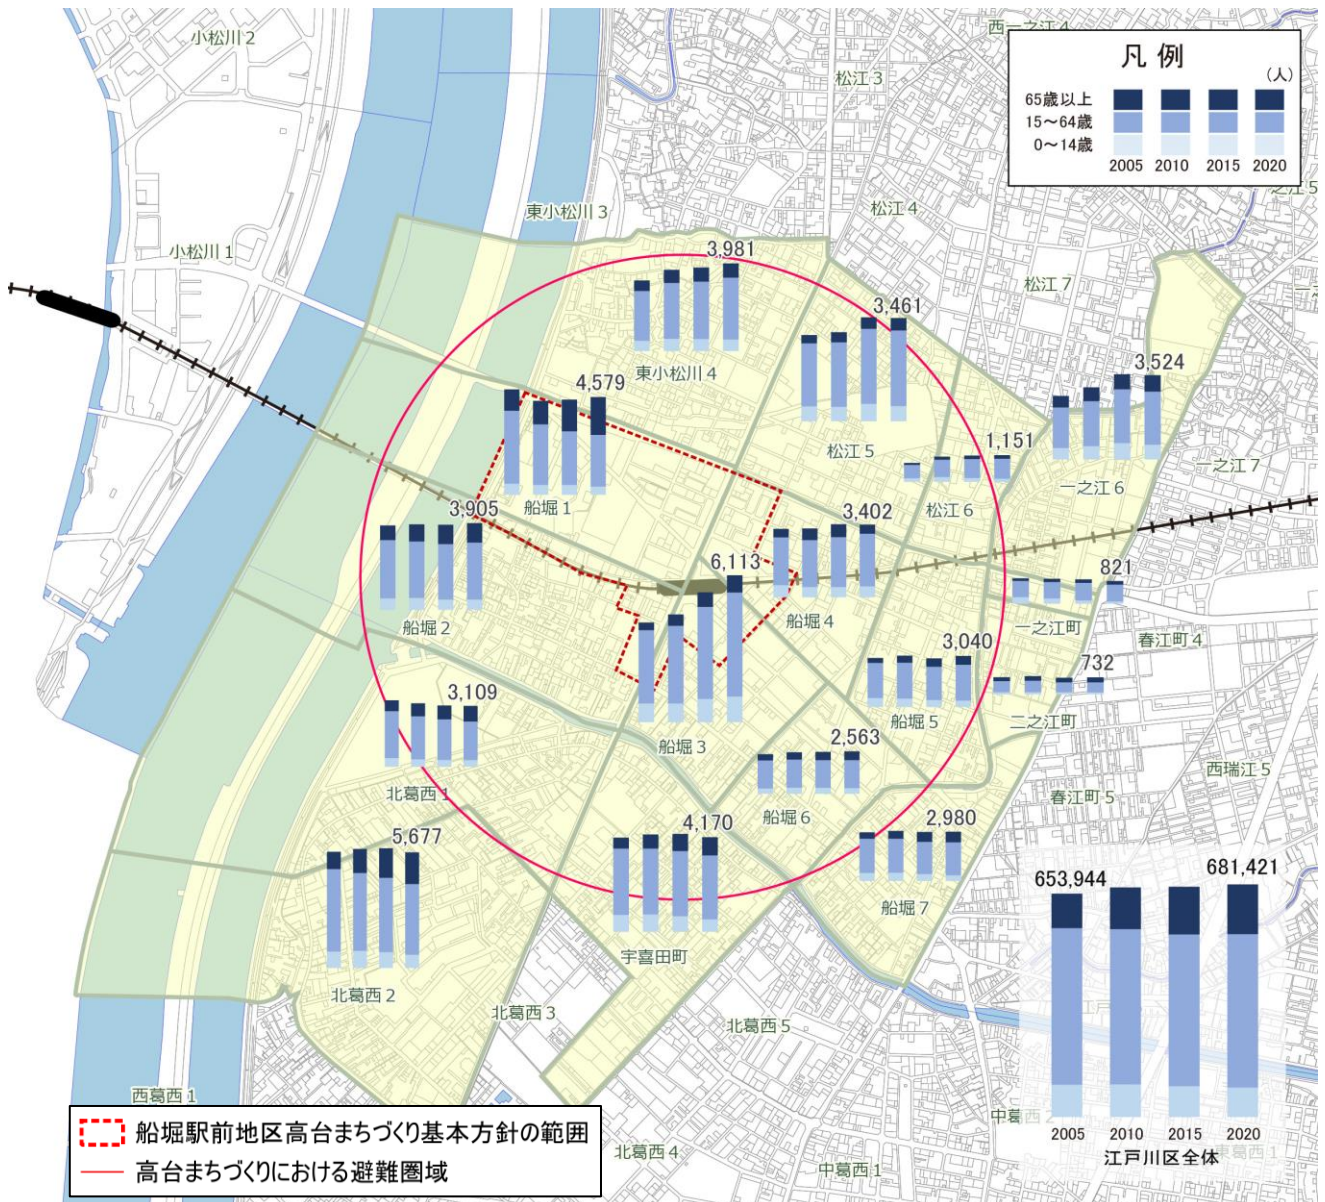 小松川2
西一之江4
松江3
凡例
(人)
65歳以上
15~64歳
0~14歳
2005 2010 2015 2020
東小松川3
松江4
小松川1
松江7
3,981
3,461
東小松川4
松江5
3,524
4,579
1,151
一之江6
一之江7
船堀1
松江6
3,905
3,402
6,113
船堀2
船堀4
821
一之江町
春江町4
3,040
732
3,109
船堀5
二之江町
船堀3
2,563
西瑞江5
北葛西1
船堀6
春江町5
5,677
4,170
2,980
船堀7
653,944
681,421
宇喜田町
北葛西2
北葛西3
北葛西5
西葛西1
中葛西2
2005 2010 2015 2020
江戸川区全体
東葛西1
船堀駅前地区高台まちづくり基本方針の範囲
高台まちづくりにおける避難圏域
北葛西4
中葛西1